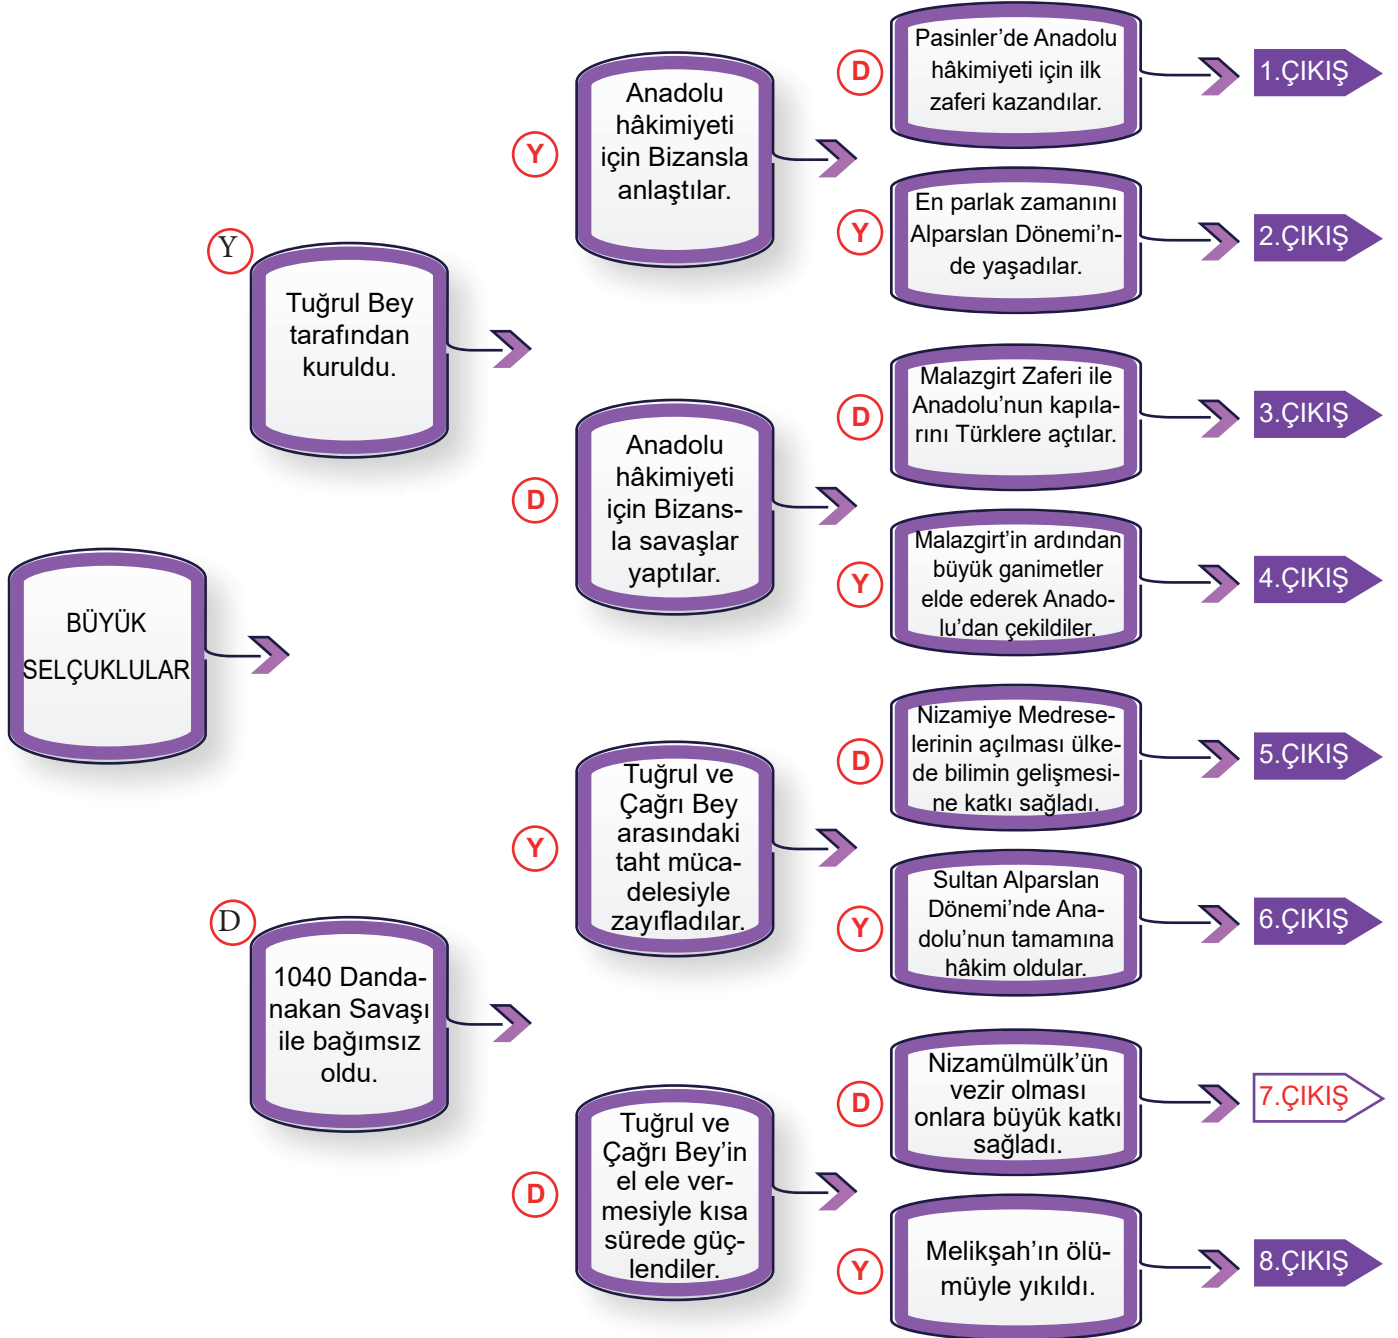 BÜYÜK
SELÇUKLULAR
Y
Tuğrul Bey
tarafından
kuruldu.
D
1040 Danda-
nakan Savaşı
ile bağımsız
oldu.
Y
Anadolu
hâkimiyeti
için Bizansla
anlaştılar.
D
Anadolu
hâkimiyeti
için Bizans-
la savaşlar
yaptılar.
Y
Tuğrul ve
Çağrı Bey
arasındaki
taht müca-
delesiyle
zayıfladılar.
D
Tuğrul ve
Çağrı Bey’in
el ele ver-
mesiyle kısa
sürede güç-
lendiler.
D
Pasinler’de Anadolu
hâkimiyeti için ilk
zaferi kazandılar.
1.ÇIKIŞ
Y
En parlak zamanını
Alparslan Dönemi’n-
de yaşadılar.
2.ÇIKIŞ
D
Malazgirt Zaferi ile
Anadolu’nun kapıla-
rını Türklere açtılar.
3.ÇIKIŞ
Y
Malazgirt’in ardından
büyük ganimetler
elde ederek Anado-
lu’dan çekildiler.
4.ÇIKIŞ
D
Nizamiye Medrese-
lerinin açılması ülke-
de bilimin gelişmesi-
ne katkı sağladı.
5.ÇIKIŞ
Y
Sultan Alparslan
Dönemi’nde Ana-
dolu’nun tamamına
hâkim oldular.
6.ÇIKIŞ
D
Nizamülmülk’ün
vezir olması
onlara büyük katkı
sağladı.
7.ÇIKIŞ
Y
Melikşah’ın ölü-
müyle yıkıldı.
8.ÇIKIŞ